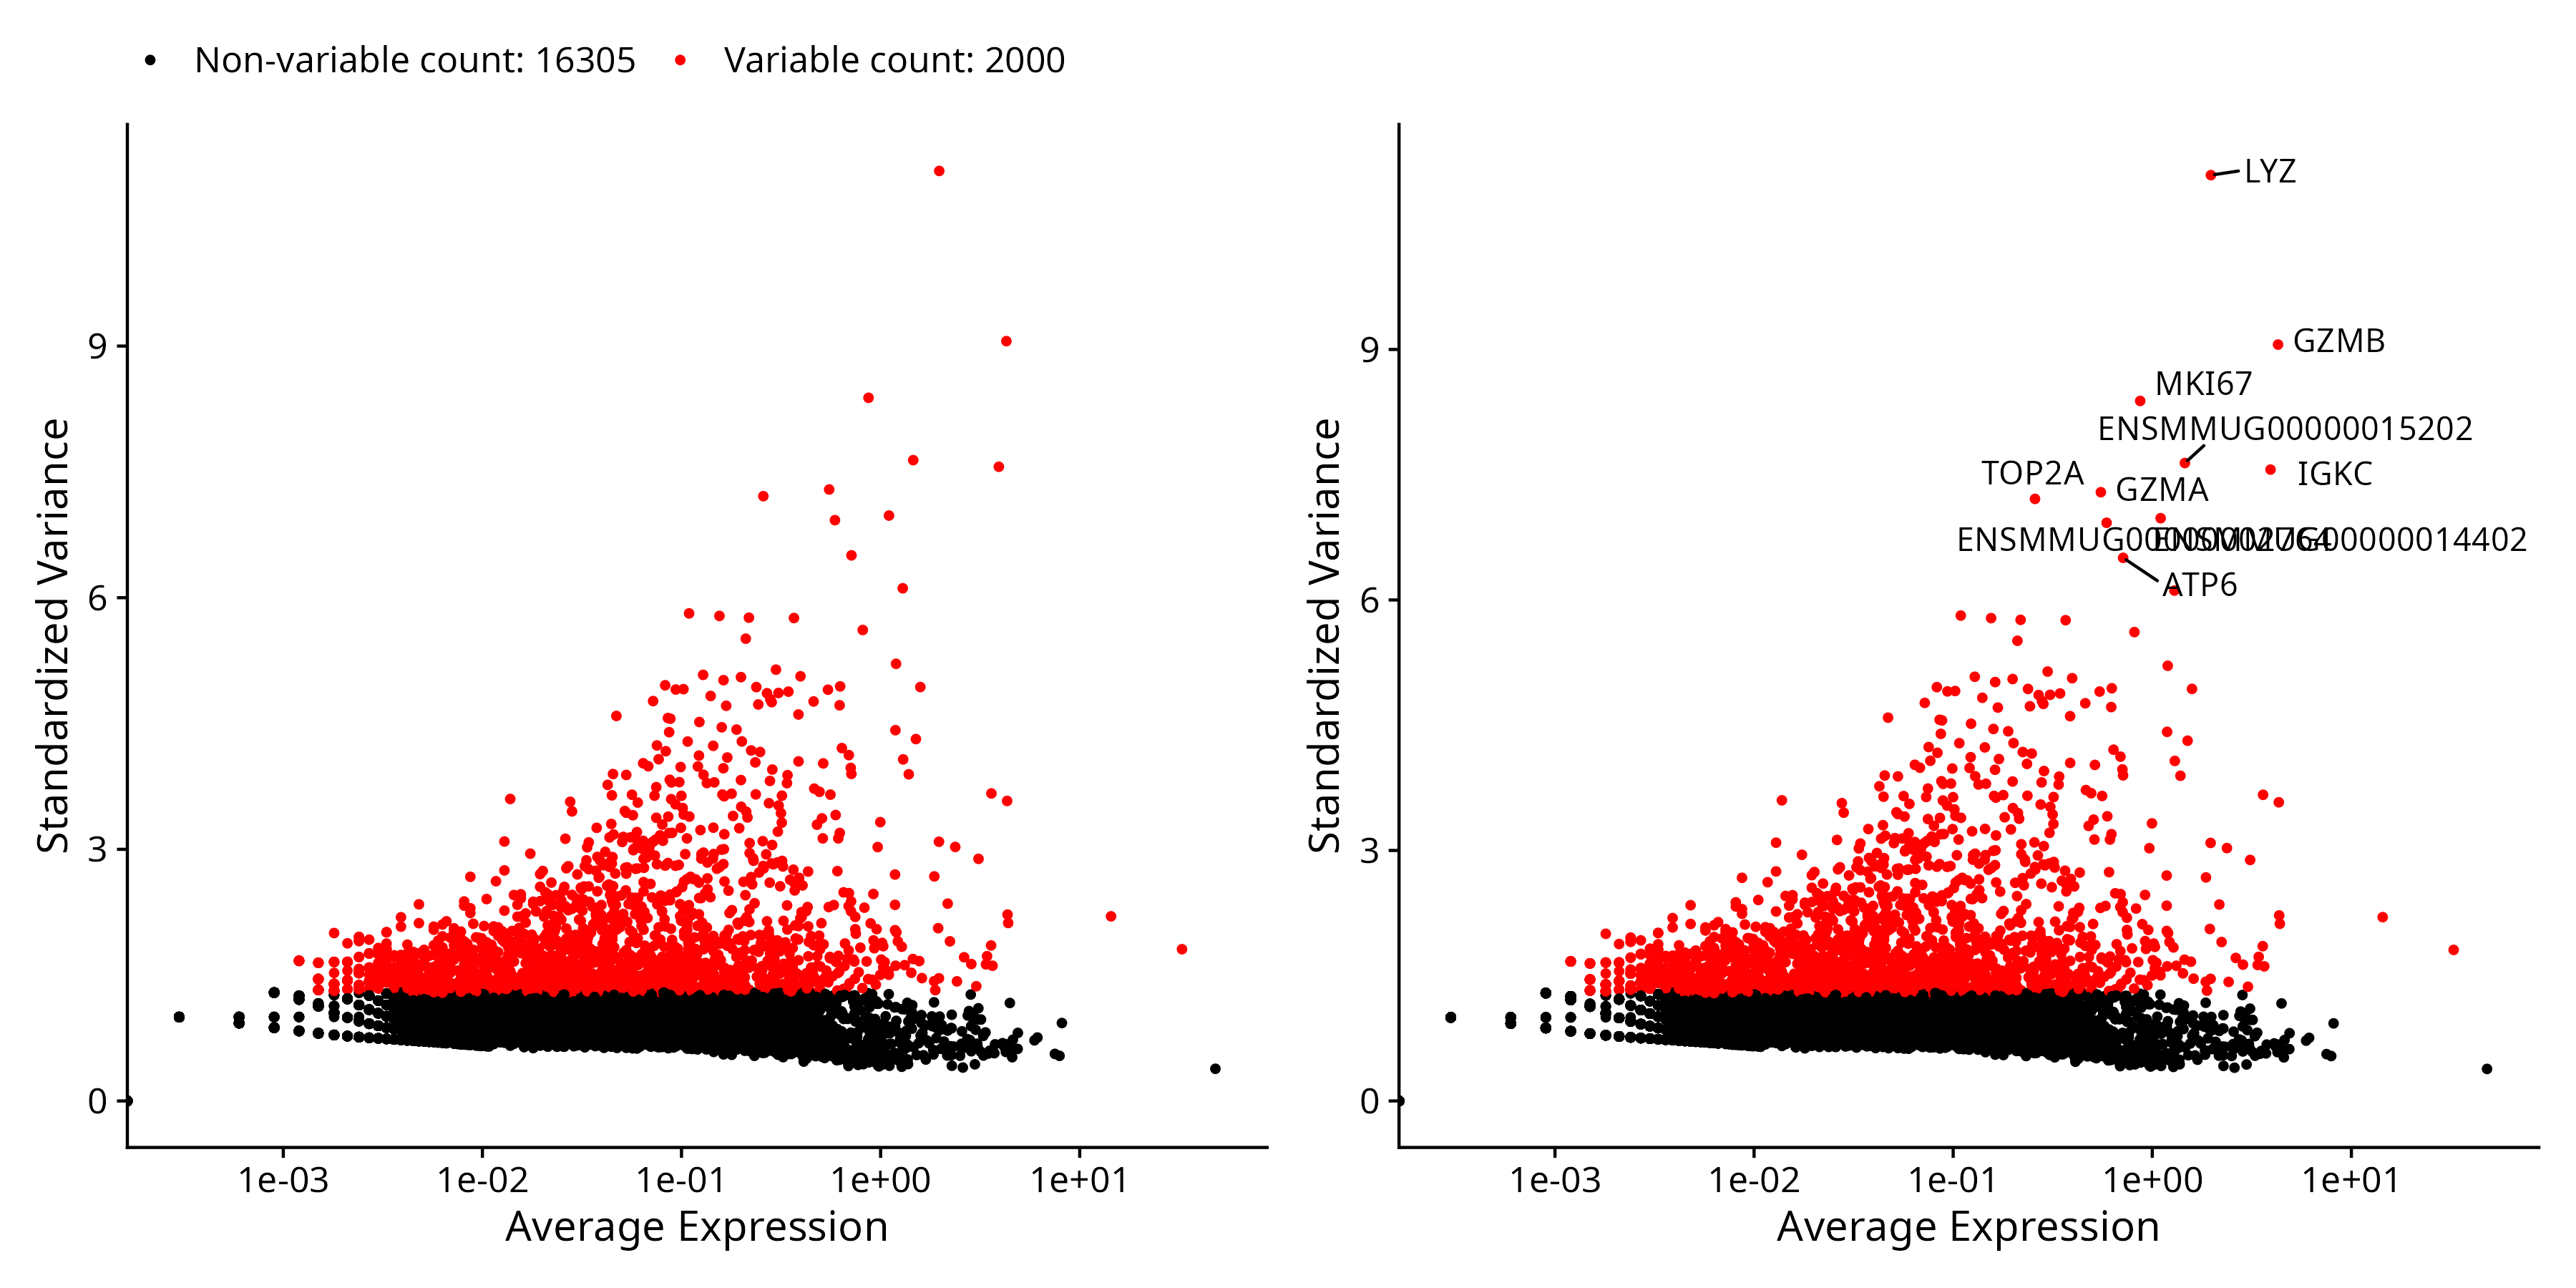 Non-variable count: 16305
Variable count: 2000
Standardized Variance
9
6
3
0
1e-03
1e-02
1e-01
1e+00
1e+01
Average Expression
Standardized Variance
9
6
3
0
LYZ
GZMB
MKI67
ENSMMUG00000015202
IGKC
TOP2A
GZMA
ENSMMUG00000014402
ATP6
1e-03
1e-02
1e-01
1e+00
1e+01
Average Expression